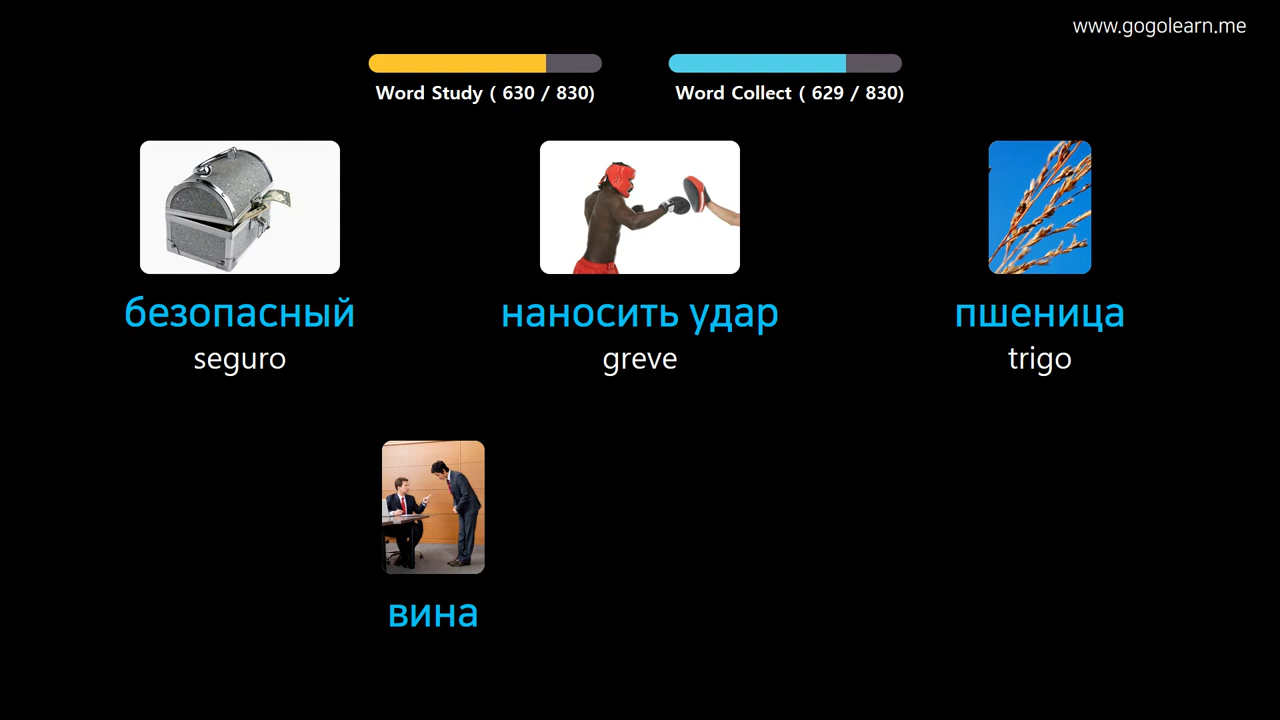 www.gogolearn.me
Word Study ( 630 / 830)
Word Collect ( 629 / 830)
безопасный
наносить удар
пшеница
seguro
greve
trigo
вина